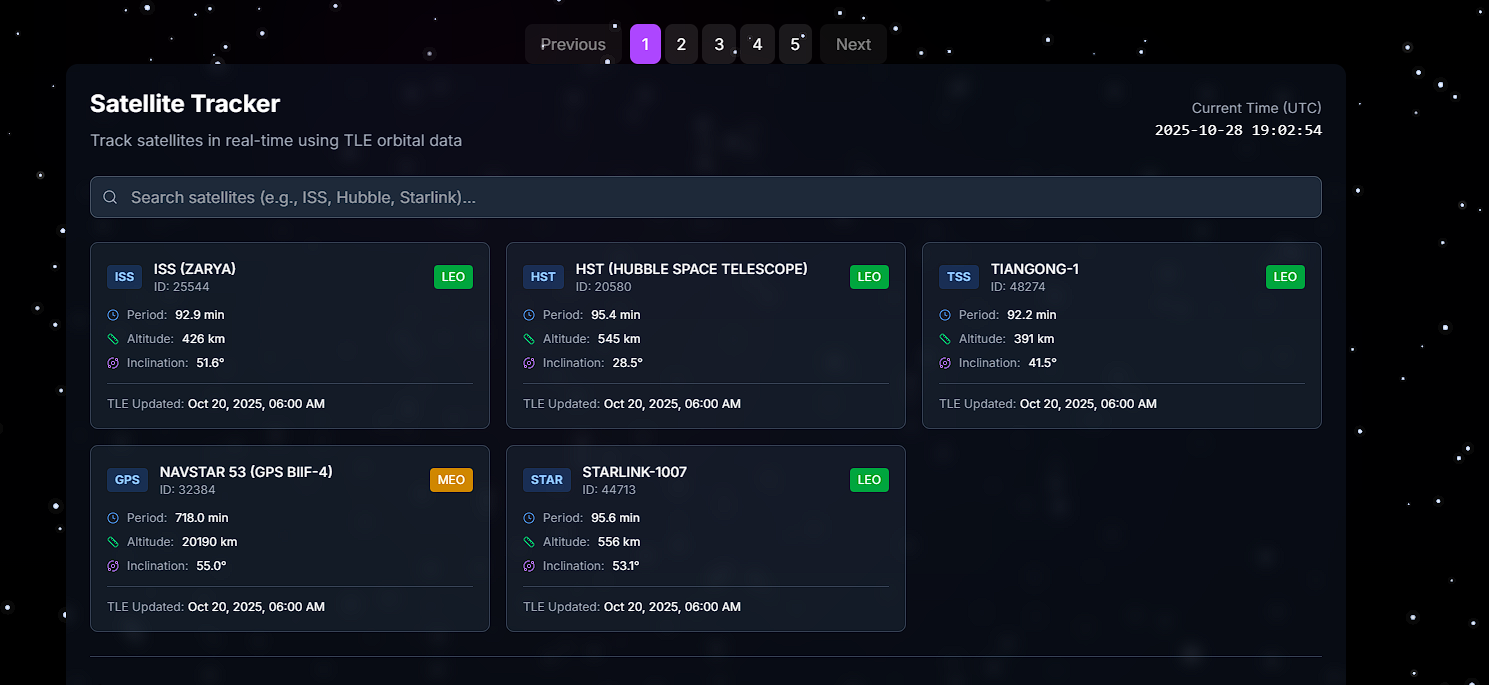 Previous 1 2 3 4 5 Next
Satellite Tracker
Track satellites in real-time using TLE orbital data
Current Time (UTC)
2025-10-28 19:02:54
Search satellites (e.g., ISS, Hubble, Starlink)...
ISS
ISS (ZARYA)
ID: 25544
LEO
Period: 92.9 min
Altitude: 426 km
Inclination: 51.6°
TLE Updated: Oct 20, 2025, 06:00 AM
HST
HST (HUBBLE SPACE TELESCOPE)
ID: 20580
LEO
Period: 95.4 min
Altitude: 545 km
Inclination: 28.5°
TLE Updated: Oct 20, 2025, 06:00 AM
TSS
TIANGONG-1
ID: 48274
LEO
Period: 92.2 min
Altitude: 391 km
Inclination: 41.5°
TLE Updated: Oct 20, 2025, 06:00 AM
GPS
NAVSTAR 53 (GPS BIIF-4)
ID: 32384
MEO
Period: 718.0 min
Altitude: 20190 km
Inclination: 55.0°
TLE Updated: Oct 20, 2025, 06:00 AM
STAR
STARLINK-1007
ID: 44713
LEO
Period: 95.6 min
Altitude: 556 km
Inclination: 53.1°
TLE Updated: Oct 20, 2025, 06:00 AM